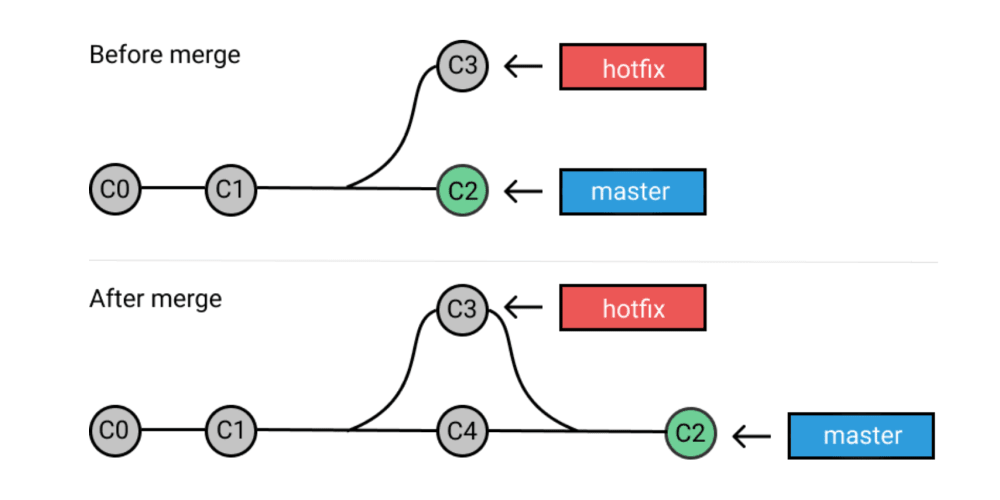 Before merge
C3
hotfix
C0
C1
C2
master
After merge
C3
hotfix
C0
C1
C4
C2
master